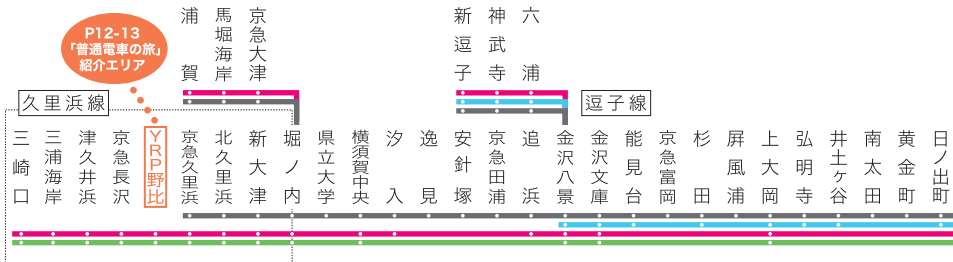 P12-13
「普通電車の旅」
紹介エリア
浦賀
馬堀海岸
京急大津
新逗子
神武寺
六浦
久里浜線
逗子線
三崎口
三浦海岸
津久井浜
京急長沢
YRP野比
京急久里浜
北久里浜
新大津
堀ノ内
県立大学
横須賀中央
汐入
逸見
安針塚
京急田浦
追浜
金沢八景
金沢文庫
能見台
京急富岡
杉田
屏風浦
上大岡
弘明寺
井土ヶ谷
南太田
黄金町
日ノ出町